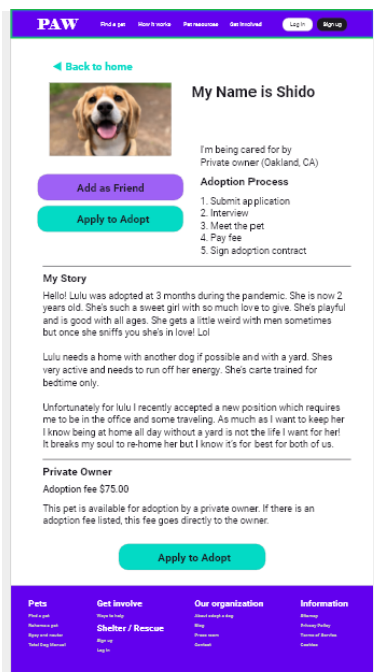 PAW
Find a pet
How it works
Pet resources
Get involved
Log in
Sign up
◀ Back to home
My Name is Shido
I'm being cared for by
Private owner (Oakland, CA)
Add as Friend
Apply to Adopt
Adoption Process
1. Submit application
2. Interview
3. Meet the pet
4. Pay fee
5. Sign adoption contract
My Story
Hello! Lulu was adopted at 3 months during the pandemic. She is now 2
years old. She's such a sweet girl with so much love to give. She's playful
and is good with all ages. She gets a little weird with men sometimes
but once she sniffs you she's in love! Lol
Lulu needs a home with another dog if possible and with a yard. Shes
very active and needs to run off her energy. She's carte trained for
bedtime only.
Unfortunately for lulu I recently accepted a new position which requires
me to be in the office and some traveling. As much as I want to keep her
I know being at home all day without a yard is not the life I want for her!
It breaks my soul to re-home her but I know it's for best for both of us.
Private Owner
Adoption fee $75.00
This pet is available for adoption by a private owner. If there is an
adoption fee listed, this fee goes directly to the owner.
Apply to Adopt
Pets
Find a pet
Rehome a pet
Spay and neuter
Total Dog Manual
Get involve
Ways to help
Shelter / Rescue
Sign up
Log in
Our organization
About adopt a dog
Blog
Press room
Contact
Information
Sitemap
Privacy Policy
Terms of Service
Cookies